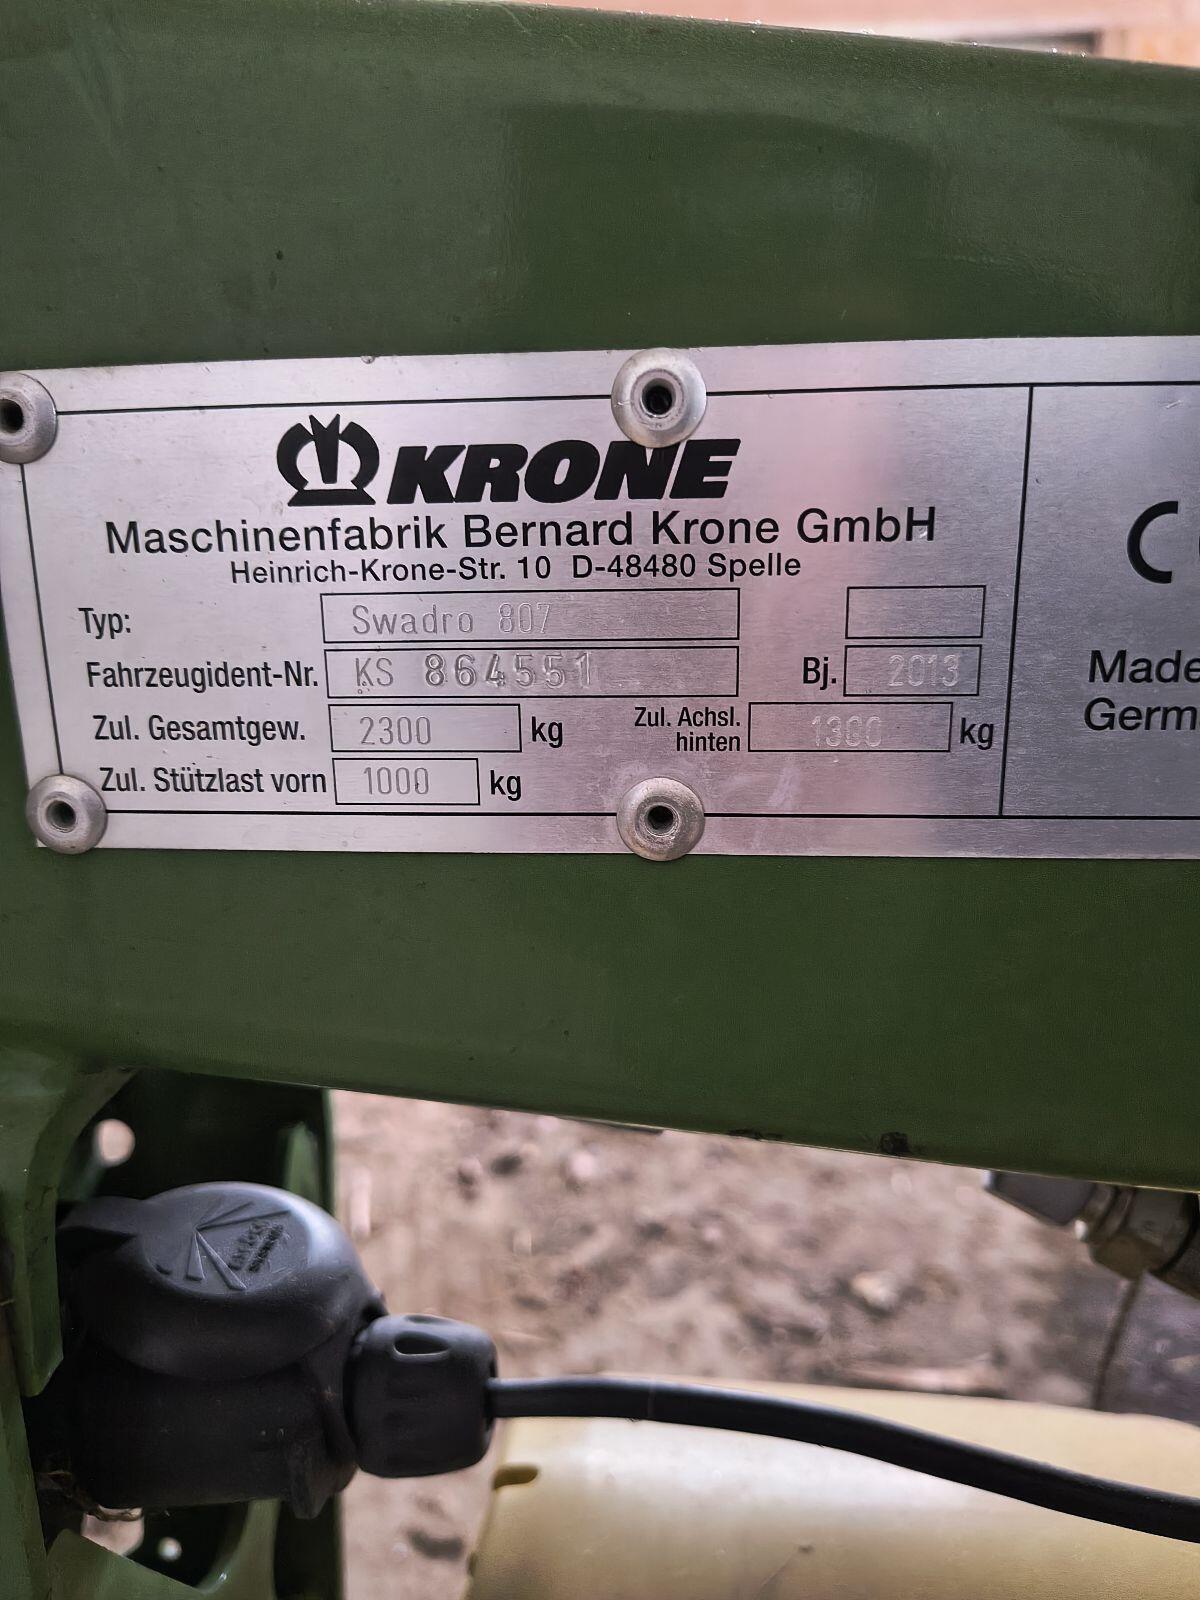 KRONE
Maschinenfabrik Bernard Krone GmbH
Heinrich-Krone-Str. 10 D-48480 Spelle
Typ: Swadro 807
Fahrzeugident-Nr. KS 864551 Bj. 2013
Zul. Gesamtgew. 2300 kg Zul. Achsl. hinten 1300 kg
Zul. Stützlast vorn 1000 kg
CE
Made
Germ